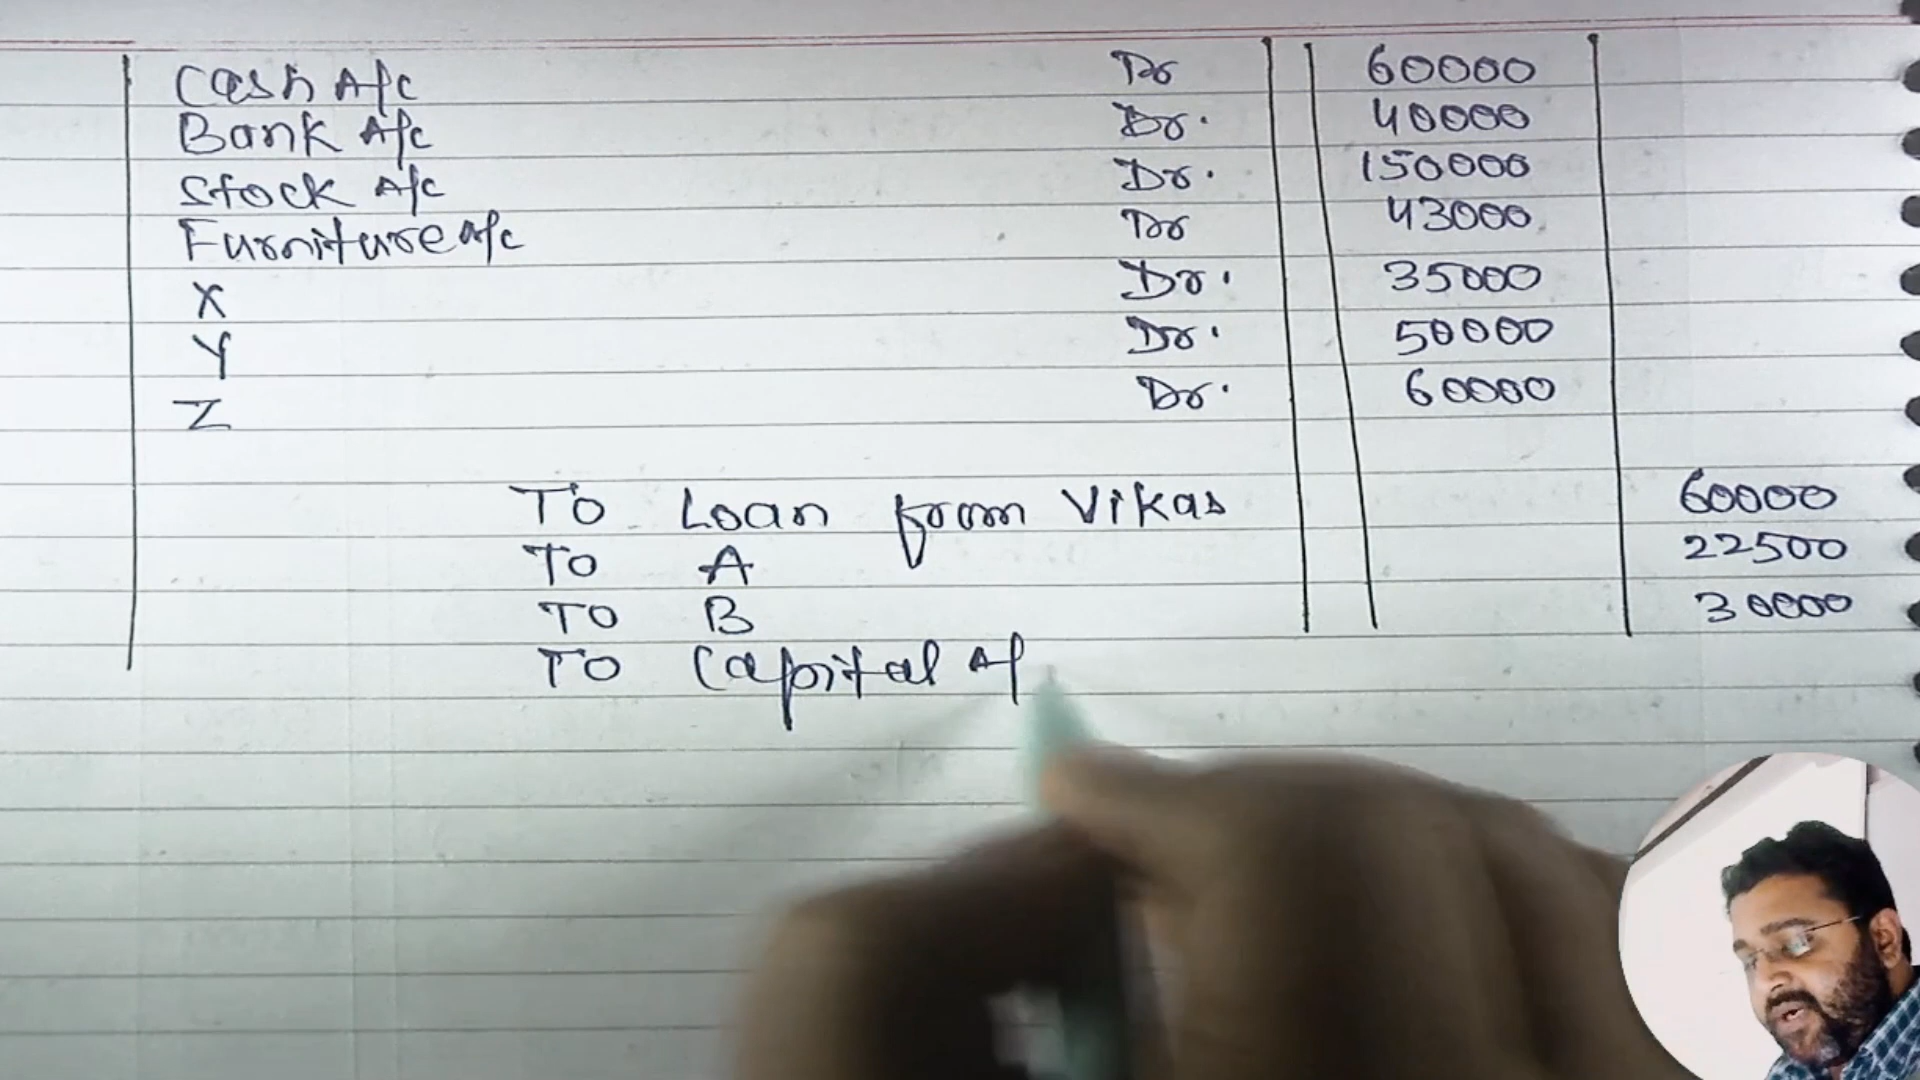 Cash A/c Dr 60000
Bank A/c Dr. 40000
Stock A/c Dr. 150000
Furniture A/c Dr 43000
X Dr. 35000
Y Dr. 50000
Z Dr. 60000
To Loan from Vikas 60000
To A 22500
To B 30000
To Capital A/